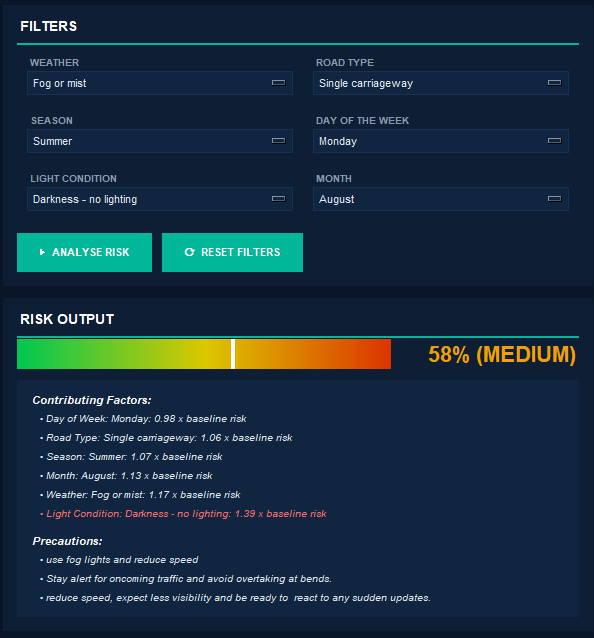 FILTERS
WEATHER
ROAD TYPE
Fog or mist
Single carriageway
SEASON
DAY OF THE WEEK
Summer
Monday
LIGHT CONDITION
MONTH
Darkness - no lighting
August
ANALYSE RISK
RESET FILTERS
RISK OUTPUT
58% (MEDIUM)
Contributing Factors:
• Day of Week: Monday: 0.98 x baseline risk
• Road Type: Single carriageway: 1.06 x baseline risk
• Season: Summer: 1.07 x baseline risk
• Month: August: 1.13 x baseline risk
• Weather: Fog or mist: 1.17 x baseline risk
• Light Condition: Darkness - no lighting: 1.39 x baseline risk
Precautions:
• use fog lights and reduce speed
• Stay alert for oncoming traffic and avoid overtaking at bends.
• reduce speed, expect less visibility and be ready to  react to any sudden updates.